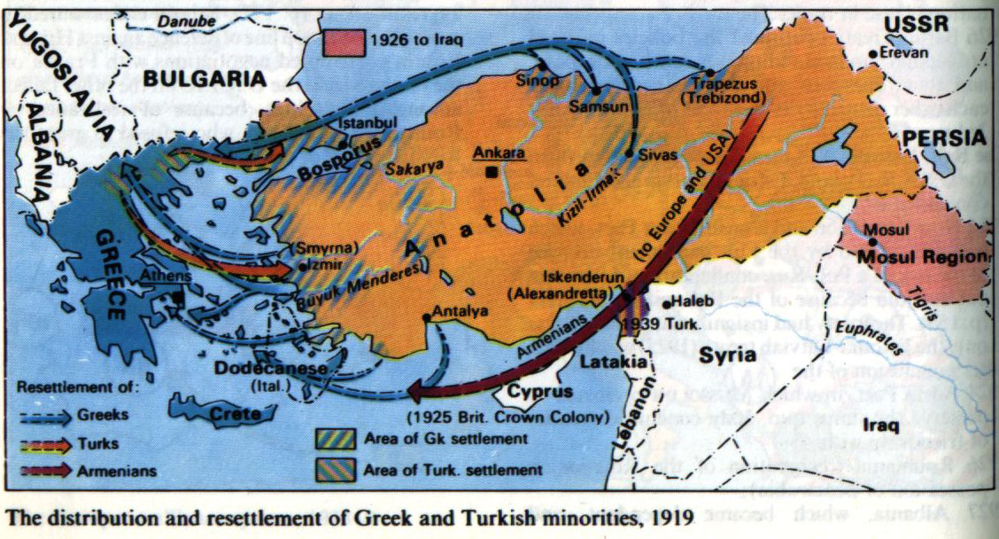 Danube
YUGOSLAVIA
BULGARIA
ALBANIA
1926 to Iraq
USSR
Erevan
Sinop
Trapezus
(Trebizond)
Samsun
Istanbul
Bosporus
Sakarya
Ankara
Sivas
PERSIA
Anatolia
Kizil-Irmak
(to Europe and USA)
GREECE
Athens
(Smyrna)
Izmir
Büyuk Menderes
Mosul
Mosul Region
Tigris
Iskenderun
(Alexandretta)
Haleb
1939 Turk.
Antalya
Armenians
Euphrates
Syria
Latakia
Dodecanese
(Ital.)
Crete
Cyprus
(1925 Brit. Crown Colony)
Lebanon
Iraq
Resettlement of:
Greeks
Turks
Armenians
Area of Gk settlement
Area of Turk. settlement
The distribution and resettlement of Greek and Turkish minorities, 1919